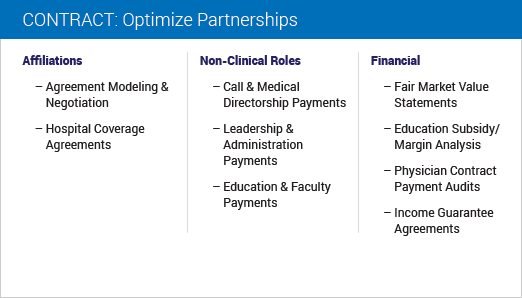 CONTRACT: Optimize Partnerships
Affiliations
– Agreement Modeling &
Negotiation
– Hospital Coverage
Agreements
Non-Clinical Roles
– Call & Medical
Directorship Payments
– Leadership &
Administration
Payments
– Education & Faculty
Payments
Financial
– Fair Market Value
Statements
– Education Subsidy/
Margin Analysis
– Physician Contract
Payment Audits
– Income Guarantee
Agreements